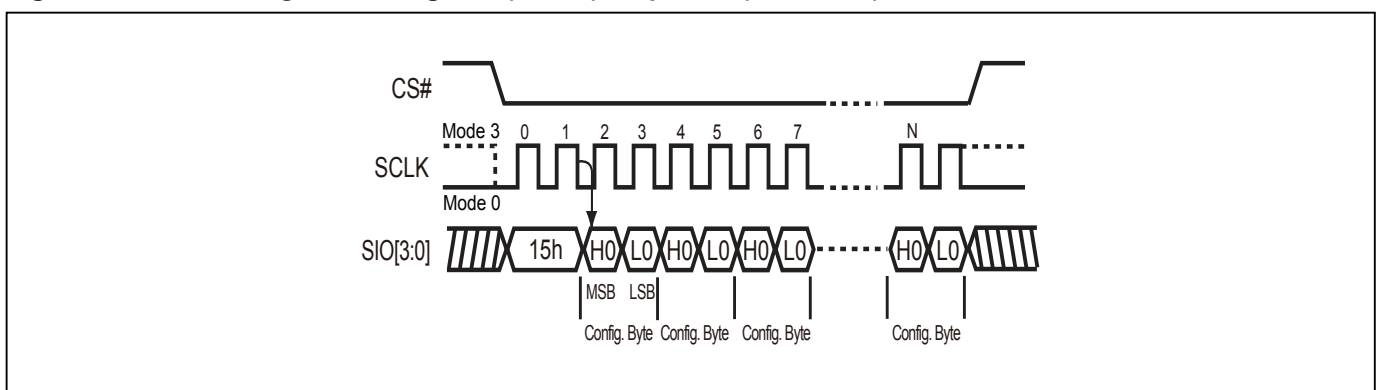 CS#
Mode 3 0 1 2 3 4 5 6 7 N
SCLK
Mode 0
SIO[3:0] 15h H0 L0 H0 L0 H0 L0 H0 L0
MSB LSB
Config. Byte Config. Byte Config. Byte Config. Byte